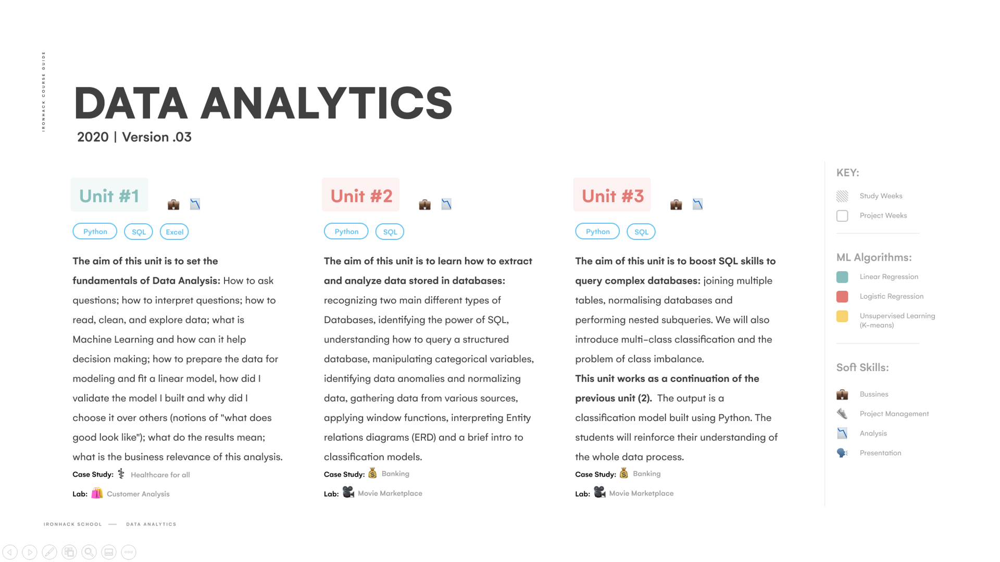 IRONHACK COURSE GUIDE
DATA ANALYTICS
2020 | Version .03
Unit #1
Python SQL Excel
The aim of this unit is to set the
fundamentals of Data Analysis: How to ask
questions; how to interpret questions; how to
read, clean, and explore data; what is
Machine Learning and how can it help
decision making; how to prepare the data for
modeling and fit a linear model, how did I
validate the model I built and why did I
choose it over others (notions of "what does
good look like"); what do the results mean;
what is the business relevance of this analysis.
Case Study: Healthcare for all
Lab: Customer Analysis
Unit #2
Python SQL
The aim of this unit is to learn how to extract
and analyze data stored in databases:
recognizing two main different types of
Databases, identifying the power of SQL,
understanding how to query a structured
database, manipulating categorical variables,
identifying data anomalies and normalizing
data, gathering data from various sources,
applying window functions, interpreting Entity
relations diagrams (ERD) and a brief intro to
classification models.
Case Study: Banking
Lab: Movie Marketplace
Unit #3
Python SQL
The aim of this unit is to boost SQL skills to
query complex databases: joining multiple
tables, normalising databases and
performing nested subqueries. We will also
introduce multi-class classification and the
problem of class imbalance.
This unit works as a continuation of the
previous unit (2). The output is a
classification model built using Python. The
students will reinforce their understanding of
the whole data process.
Case Study: Banking
Lab: Movie Marketplace
KEY:
Study Weeks
Project Weeks
ML Algorithms:
Linear Regression
Logistic Regression
Unsupervised Learning
(K-means)
Soft Skills:
Bussines
Project Management
Analysis
Presentation
IRONHACK SCHOOL — DATA ANALYTICS